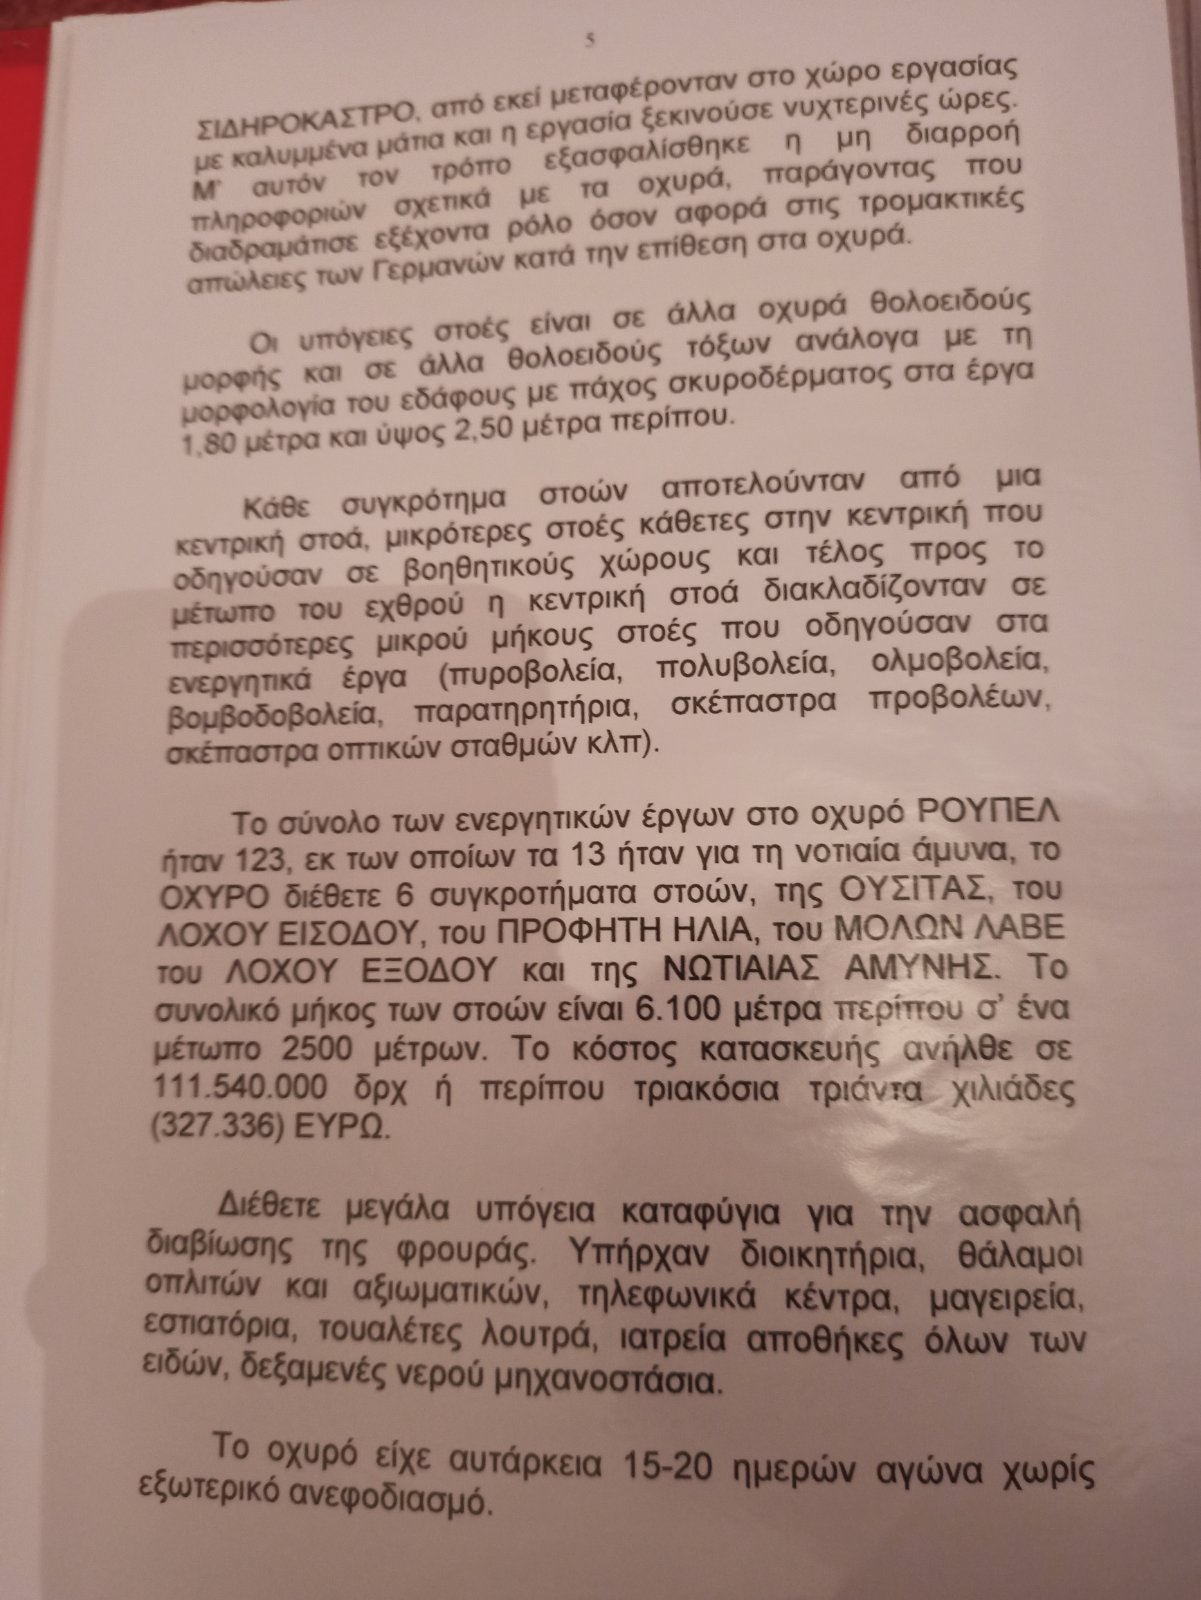 5
ΣΙΔΗΡΟΚΑΣΤΡΟ, από εκεί μεταφέρονταν στο χώρο εργασίας
με καλυμμένα μάτια και η εργασία ξεκινούσε νυχτερινές ώρες.
Μ' αυτόν τον τρόπο εξασφαλίσθηκε η μη διαρροή
πληροφοριών σχετικά με τα οχυρά, παράγοντας που
διαδραμάτισε εξέχοντα ρόλο όσον αφορά στις τρομακτικές
απώλειες των Γερμανών κατά την επίθεση στα οχυρά.
Οι υπόγειες στοές είναι σε άλλα οχυρά θολοειδούς
μορφής και σε άλλα θολοειδούς τόξων ανάλογα με τη
μορφολογία του εδάφους με πάχος σκυροδέρματος στα έργα
1,80 μέτρα και ύψος 2,50 μέτρα περίπου.
Κάθε συγκρότημα στοών αποτελούνταν από μια
κεντρική στοά, μικρότερες στοές κάθετες στην κεντρική που
οδηγούσαν σε βοηθητικούς χώρους και τέλος προς το
μέτωπο του εχθρού η κεντρική στοά διακλαδίζονταν σε
περισσότερες μικρού μήκους στοές που οδηγούσαν στα
ενεργητικά έργα (πυροβολεία, πολυβολεία, ολμοβολεία,
βομβοδοβολεία, παρατηρητήρια, σκέπαστρα προβολέων,
σκέπαστρα οπτικών σταθμών κλπ).
Το σύνολο των ενεργητικών έργων στο οχυρό ΡΟΥΠΕΛ
ήταν 123, εκ των οποίων τα 13 ήταν για τη νοτιαία άμυνα, το
ΟΧΥΡΟ διέθετε 6 συγκροτήματα στοών, της ΟΥΣΙΤΑΣ, του
ΛΟΧΟΥ ΕΙΣΟΔΟΥ, του ΠΡΟΦΗΤΗ ΗΛΙΑ, του ΜΟΛΩΝ ΛΑΒΕ
του ΛΟΧΟΥ ΕΞΟΔΟΥ και της ΝΩΤΙΑΙΑΣ ΑΜΥΝΗΣ. Το
συνολικό μήκος των στοών είναι 6.100 μέτρα περίπου σ' ένα
μέτωπο 2500 μέτρων. Το κόστος κατασκευής ανήλθε σε
111.540.000 δρχ ή περίπου τριακόσια τριάντα χιλιάδες
(327.336) ΕΥΡΩ.
Διέθετε μεγάλα υπόγεια καταφύγια για την ασφαλή
διαβίωσης της φρουράς. Υπήρχαν διοικητήρια, θάλαμοι
οπλιτών και αξιωματικών, τηλεφωνικά κέντρα, μαγειρεία,
εστιατόρια, τουαλέτες λουτρά, ιατρεία αποθήκες όλων των
ειδών, δεξαμενές νερού μηχανοστάσια.
Το οχυρό είχε αυτάρκεια 15-20 ημερών αγώνα χωρίς
εξωτερικό ανεφοδιασμό.